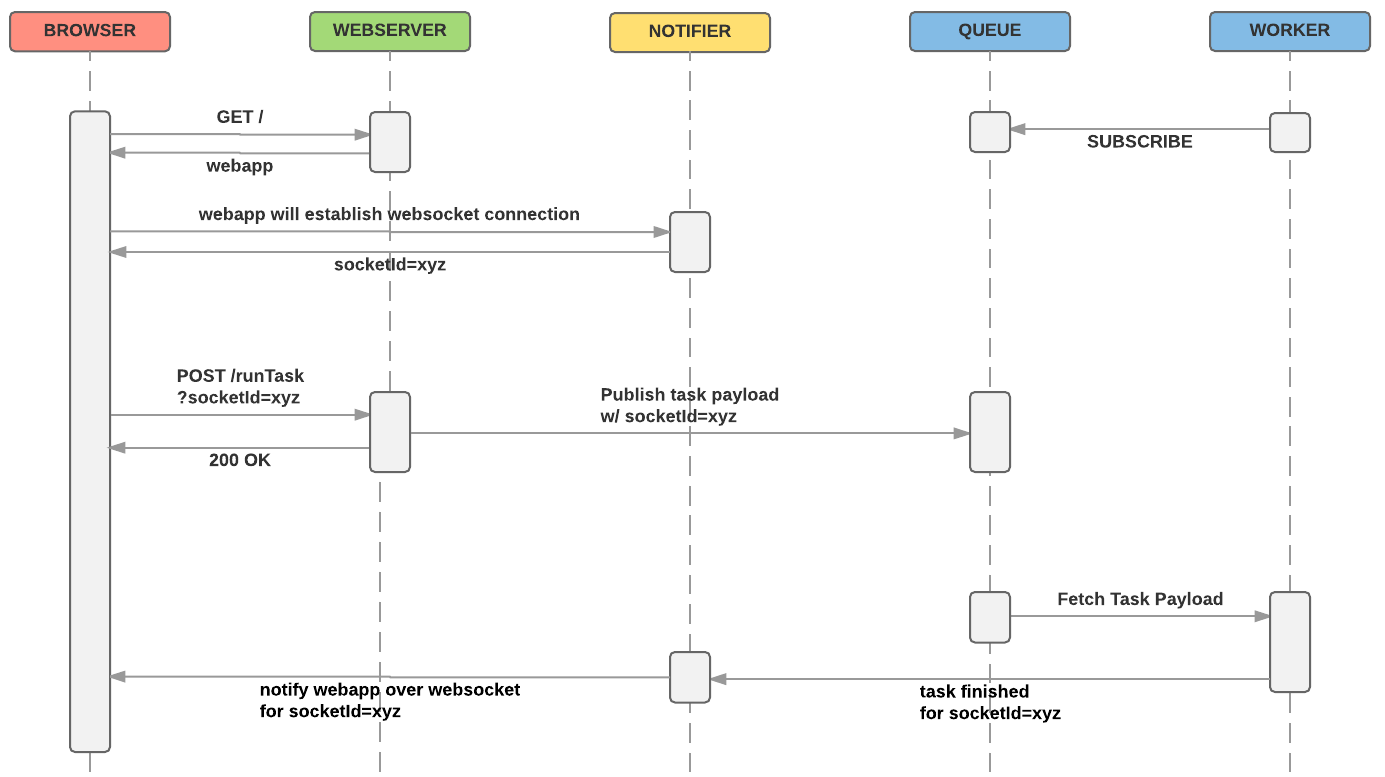 BROWSER
WEBSERVER
NOTIFIER
QUEUE
WORKER
GET /
webapp
SUBSCRIBE
webapp will establish websocket connection
socketId=xyz
POST /runTask
?socketId=xyz
Publish task payload
w/ socketId=xyz
200 OK
Fetch Task Payload
notify webapp over websocket
for socketId=xyz
task finished
for socketId=xyz